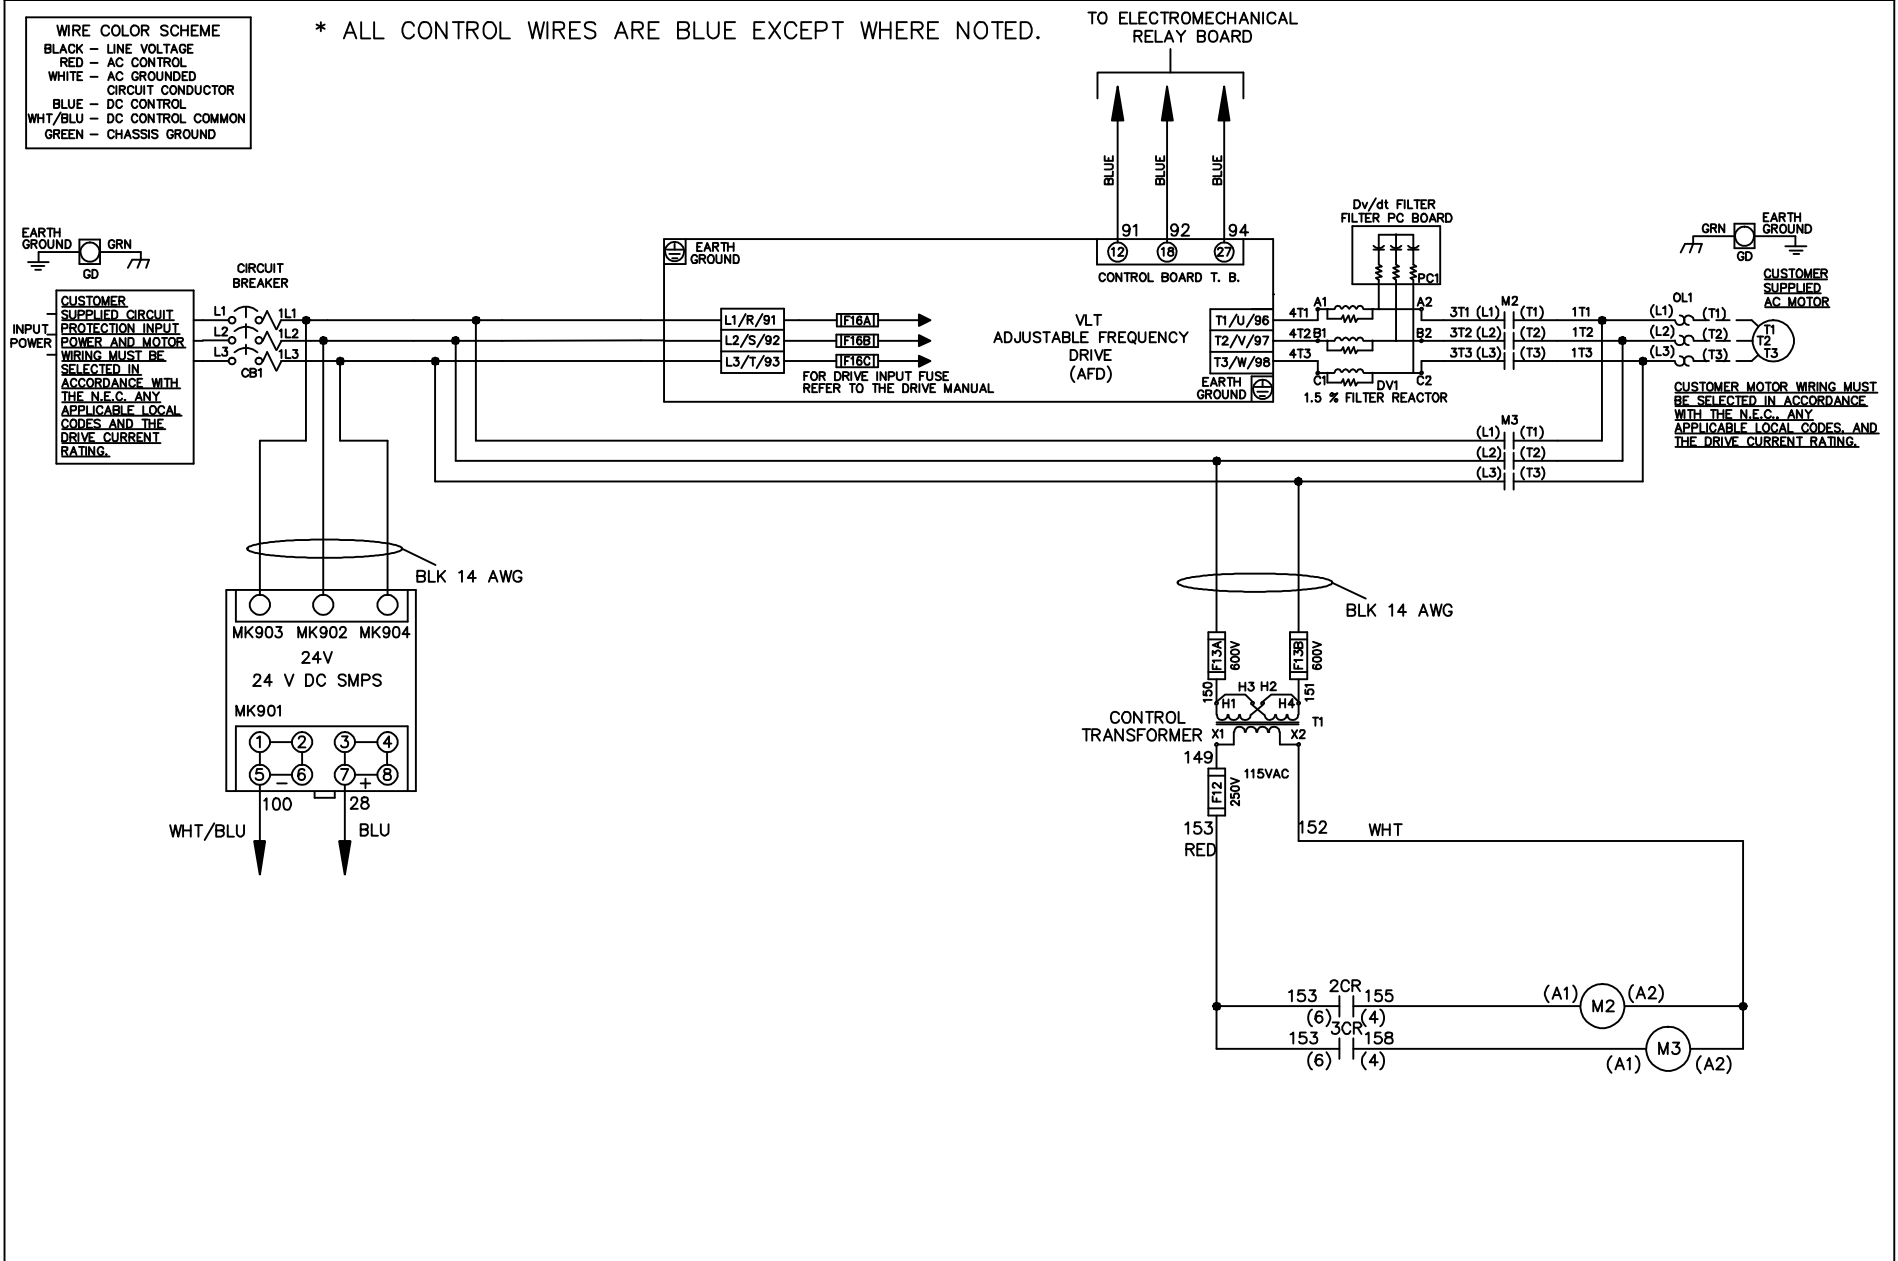 WIRE COLOR SCHEME
BLACK – LINE VOLTAGE
RED – AC CONTROL
WHITE – AC GROUNDED
CIRCUIT CONDUCTOR
BLUE – DC CONTROL
WHT/BLU – DC CONTROL COMMON
GREEN – CHASSIS GROUND
* ALL CONTROL WIRES ARE BLUE EXCEPT WHERE NOTED.
TO ELECTROMECHANICAL
RELAY BOARD
BLUE
BLUE
BLUE
91 92 94
12 18 27
CONTROL BOARD T. B.
EARTH
GROUND
GRN
GD
CUSTOMER
SUPPLIED CIRCUIT
PROTECTION INPUT
POWER AND MOTOR
WIRING MUST BE
SELECTED IN
ACCORDANCE WITH
THE N.E.C. ANY
APPLICABLE LOCAL
CODES AND THE
DRIVE CURRENT
RATING.
INPUT
POWER
CIRCUIT
BREAKER
L1 1L1
L2 1L2
L3 1L3
CB1
EARTH
GROUND
L1/R/91
L2/S/92
L3/T/93
IF16A
IF16B
IF16C
FOR DRIVE INPUT FUSE
REFER TO THE DRIVE MANUAL
VLT
ADJUSTABLE FREQUENCY
DRIVE
(AFD)
T1/U/96
T2/V/97
T3/W/98
EARTH
GROUND
4T1 A1 A2
4T2 B1 B2
4T3
C1 DV1 C2
1.5 % FILTER REACTOR
Dv/dt FILTER
FILTER PC BOARD
PC1
M2
3T1 (L1) (T1) 1T1
3T2 (L2) (T2) 1T2
3T3 (L3) (T3) 1T3
OL1
(L1) (T1)
(L2) (T2)
(L3) (T3)
T1
T2
T3
GRN
GD
EARTH
GROUND
CUSTOMER
SUPPLIED
AC MOTOR
CUSTOMER MOTOR WIRING MUST
BE SELECTED IN ACCORDANCE
WITH THE N.E.C., ANY
APPLICABLE LOCAL CODES, AND
THE DRIVE CURRENT RATING.
M3
(L1) (T1)
(L2) (T2)
(L3) (T3)
BLK 14 AWG
MK903 MK902 MK904
24V
24 V DC SMPS
MK901
1 2 3 4
5 – 6 7 + 8
100 28
WHT/BLU BLU
BLK 14 AWG
F13A
600V
F13B
600V
150
151
H3 H2
H1 H4
T1
CONTROL
TRANSFORMER
X1 X2
149
115VAC
F12
250V
153
RED
152 WHT
2CR
153 155
(6) (4)
(A1) M2 (A2)
3CR
153 158
(6) (4)
(A1) M3 (A2)